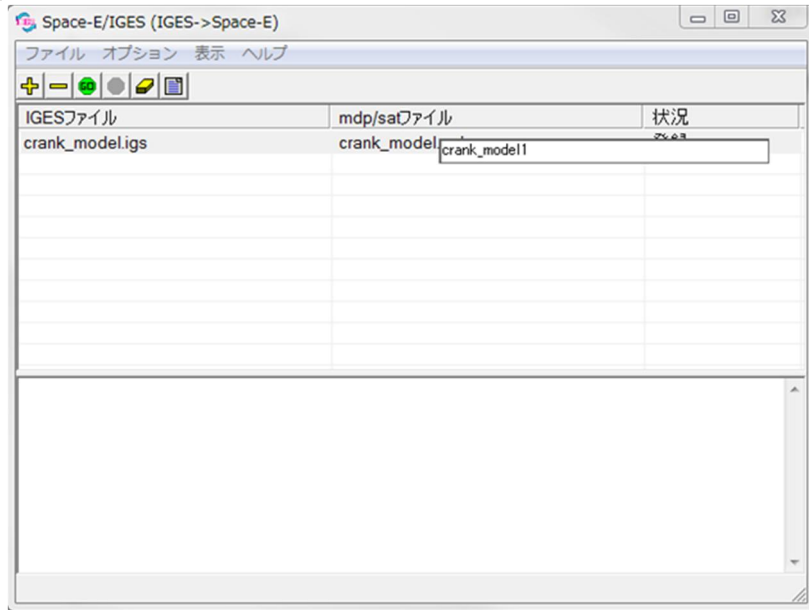 Space-E/IGES (IGES->Space-E)
ファイル オプション 表示 ヘルプ
GO
IGESファイル mdp/satファイル 状況
crank_model.igs crank_model.
crank_model1